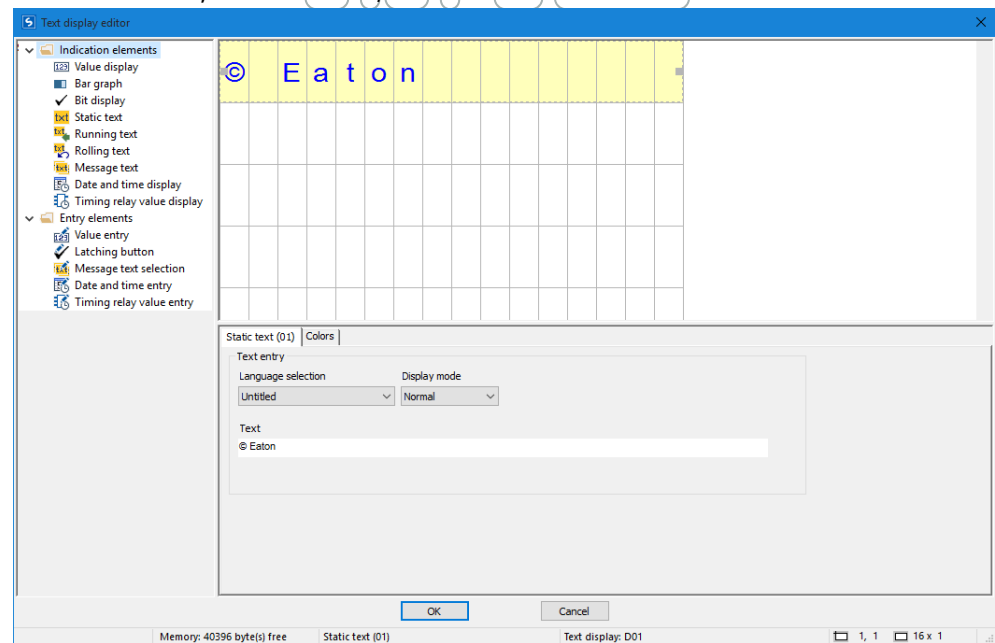 Text display editor
Indication elements
Value display
Bar graph
Bit display
Static text
Running text
Rolling text
Message text
Date and time display
Timing relay value display
Entry elements
Value entry
Latching button
Message text selection
Date and time entry
Timing relay value entry
© Eaton
Static text (01) Colors
Text entry
Language selection Display mode
Untitled Normal
Text
© Eaton
OK Cancel
Memory: 40396 byte(s) free Static text (01) Text display: D01 1, 1 16 x 1